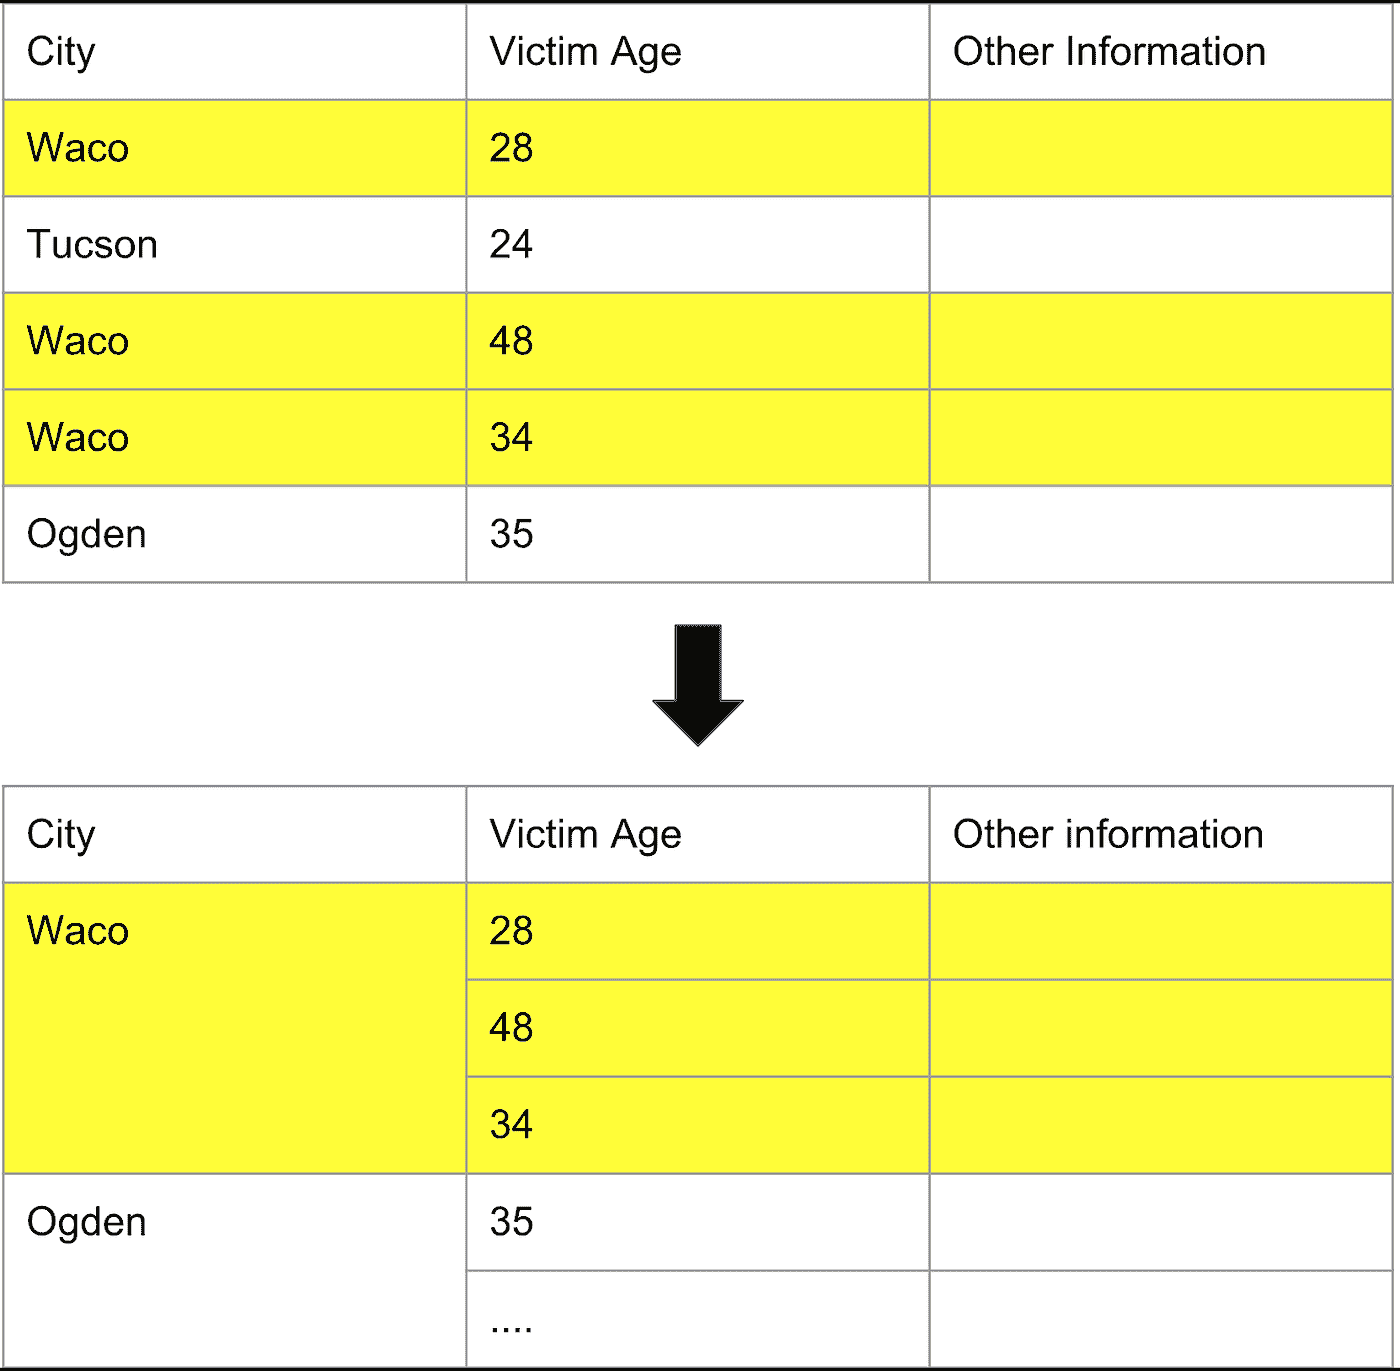 City Victim Age Other Information
Waco 28
Tucson 24
Waco 48
Waco 34
Ogden 35
City Victim Age Other information
Waco 28
48
34
Ogden 35
....